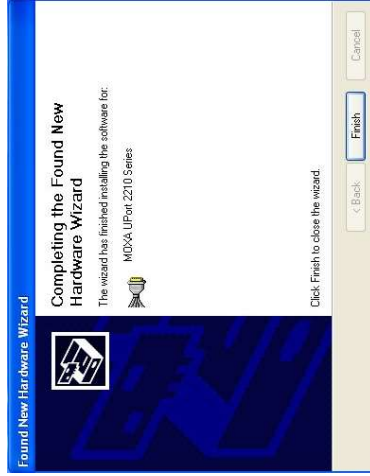 Found New Hardware Wizard
Completing the Found New
Hardware Wizard
The wizard has finished installing the software for:
MOXA UPort 2210 Series
Click Finish to close the wizard.
< Back
Finish
Cancel